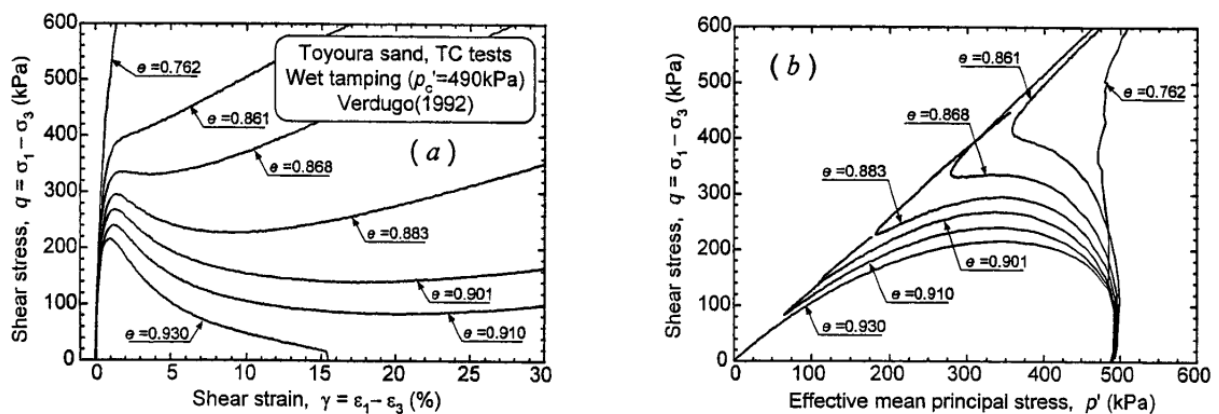 600
500
400
300
200
100
0
Shear stress, q = σ₁ − σ₃ (kPa)
Toyoura sand, TC tests
Wet tamping (pc'=490kPa)
Verdugo(1992)
(a)
e=0.762
e=0.861
e=0.868
e=0.883
e=0.901
e=0.910
e=0.930
0 5 10 15 20 25 30
Shear strain, γ = ε₁− ε₃ (%)
600
500
400
300
200
100
0
Shear stress, q = σ₁ − σ₃ (kPa)
(b)
e=0.861
e=0.762
e=0.868
e=0.883
e=0.901
e=0.910
e=0.930
0 100 200 300 400 500 600
Effective mean principal stress, p' (kPa)